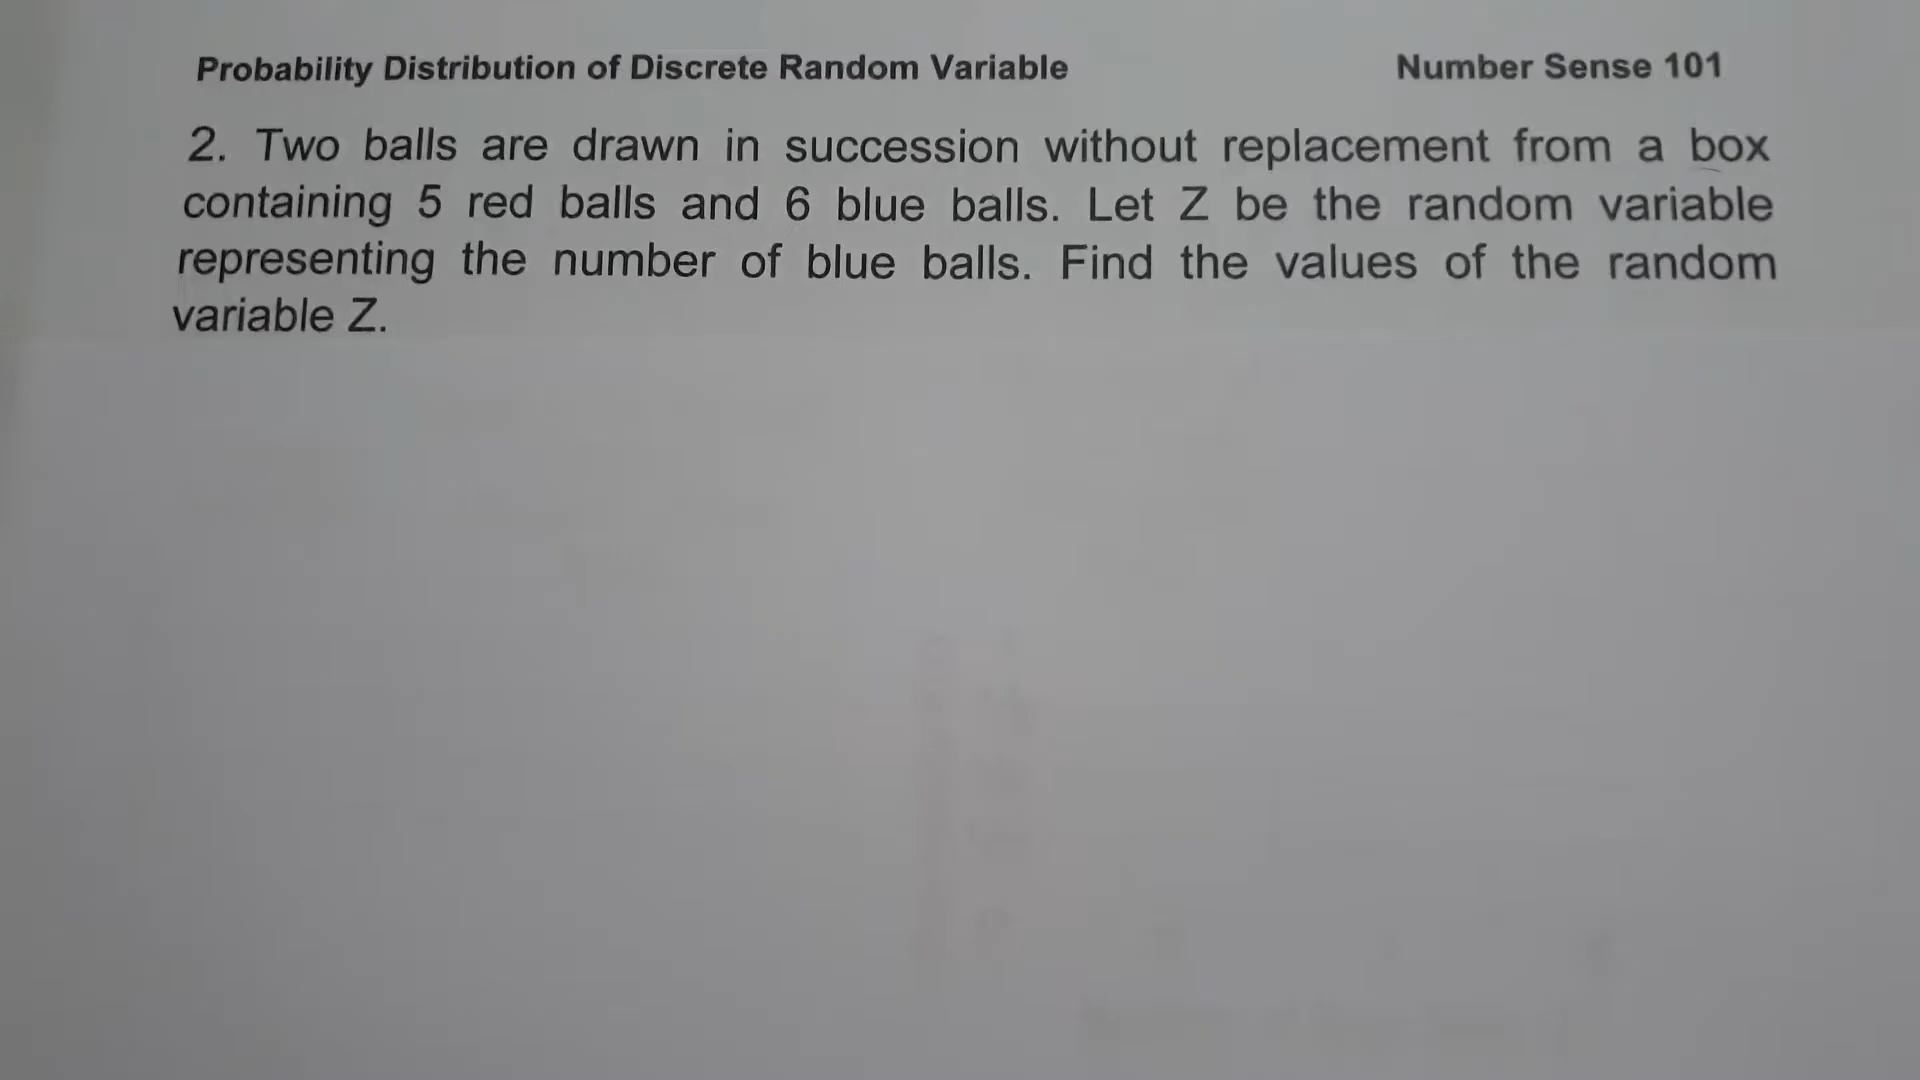 Probability Distribution of Discrete Random Variable Number Sense 101
2. Two balls are drawn in succession without replacement from a box
containing 5 red balls and 6 blue balls. Let Z be the random variable
representing the number of blue balls. Find the values of the random
variable Z.